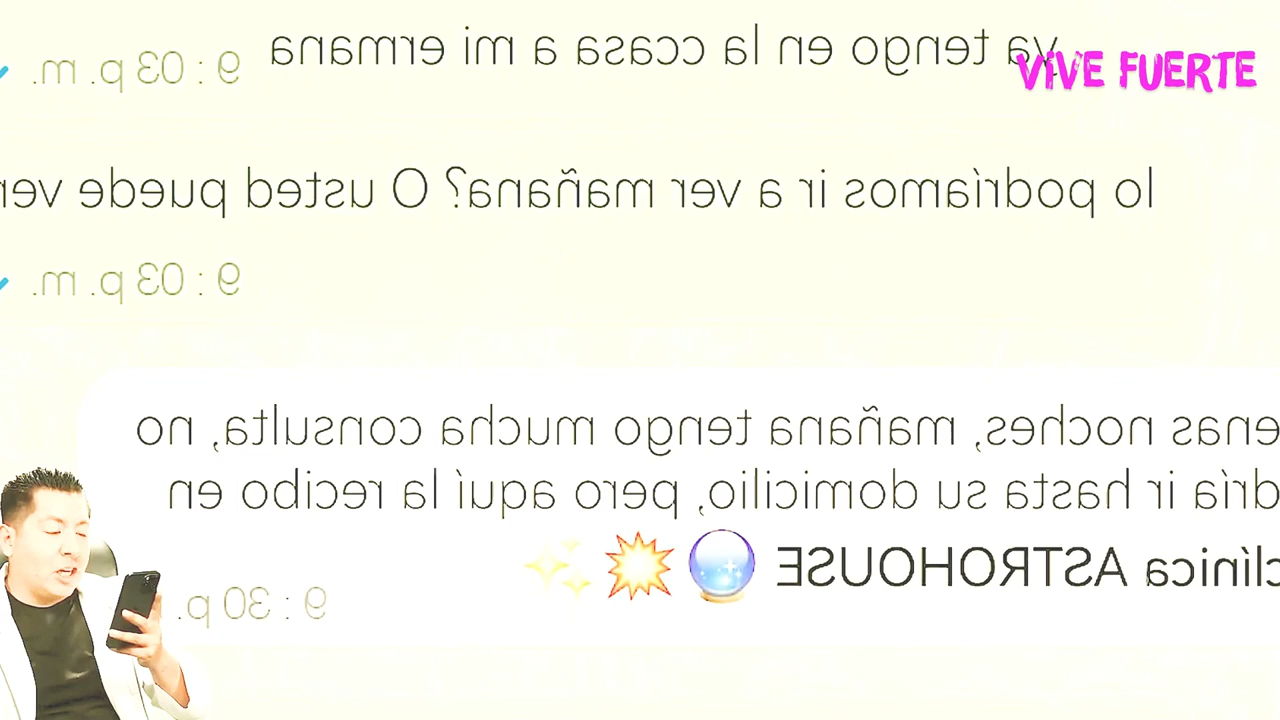 ya tengo en la ccasa a mi ermana 9:03 p. m.
VIVE FUERTE
lo podríamos ir a ver mañana? O usted puede
9:03 p. m.
noches, mañana tengo mucha consulta, no
ir hasta su domicilio, pero aquí la recibo en
clínica ASTROHOUSE
9:30 p.